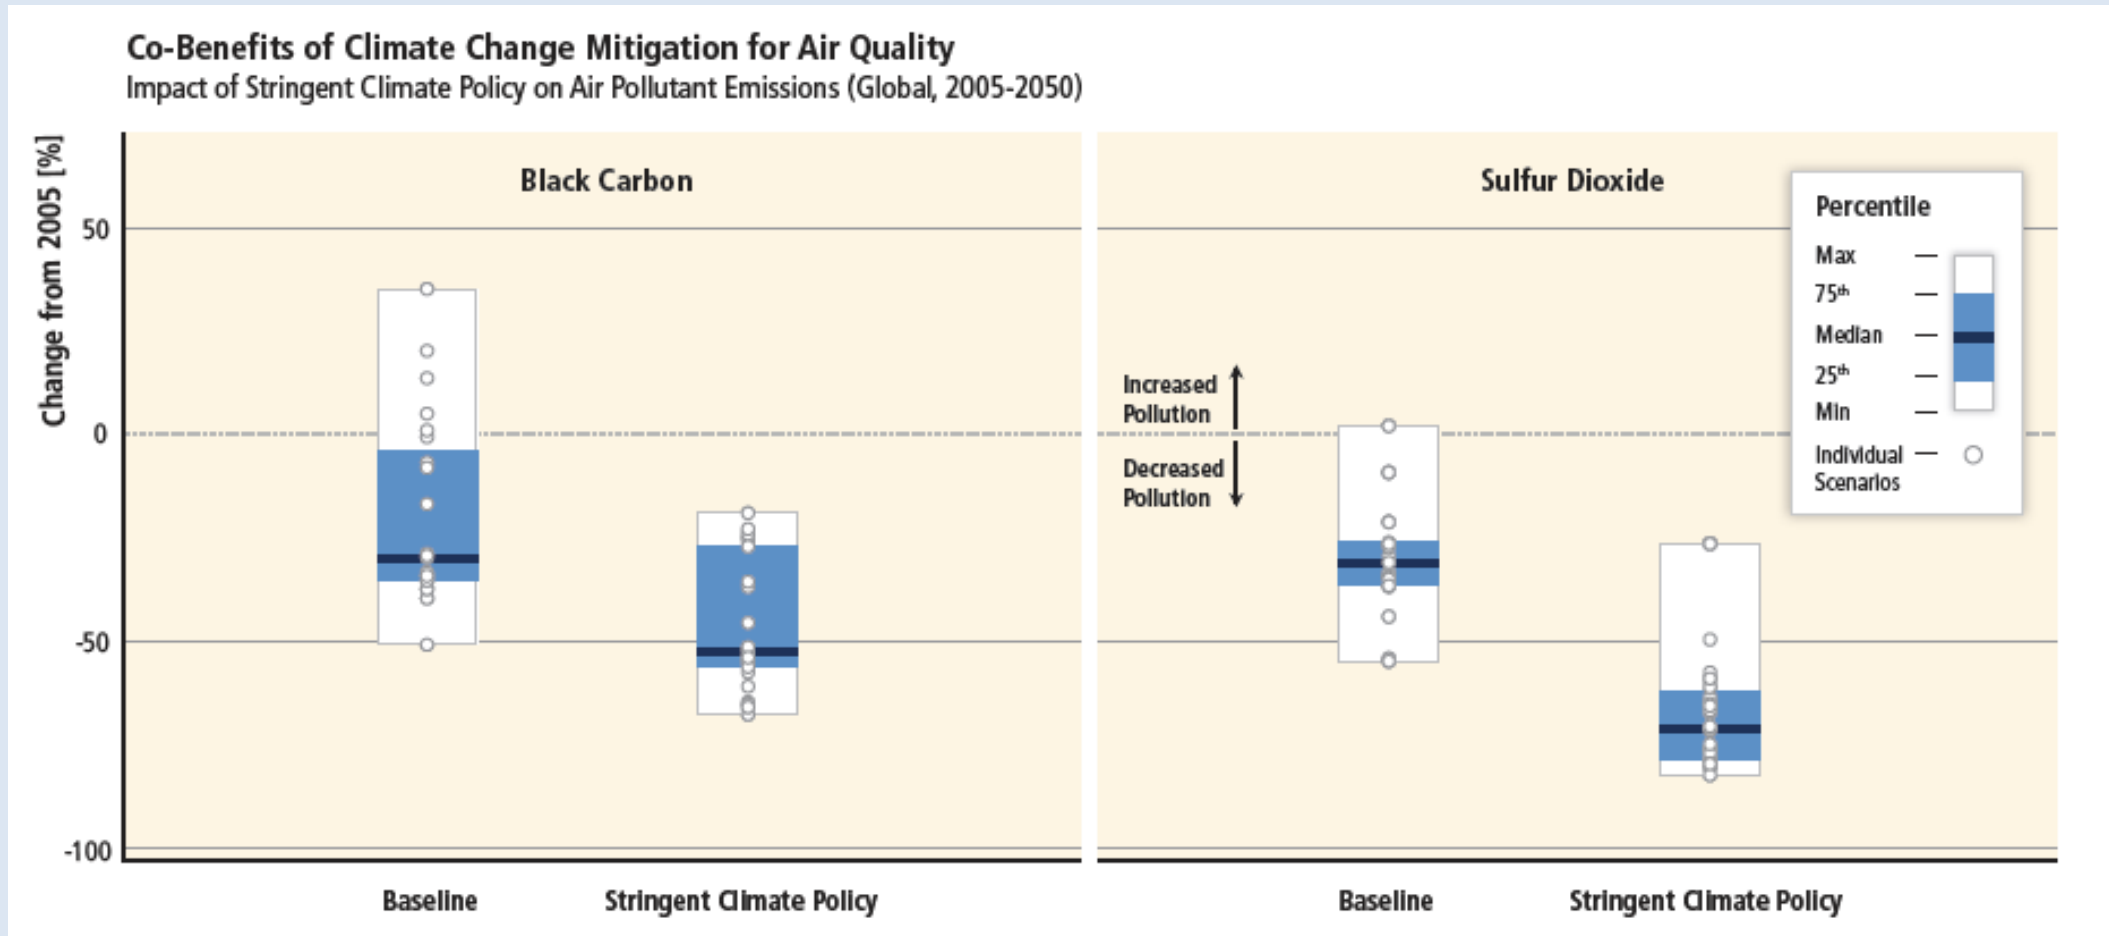 Co-Benefits of Climate Change Mitigation for Air Quality
Impact of Stringent Climate Policy on Air Pollutant Emissions (Global, 2005-2050)
Change from 2005 [%]
50
0
-50
-100
Black Carbon
Baseline
Stringent Climate Policy
Sulfur Dioxide
Increased
Pollution
Decreased
Pollution
Baseline
Stringent Climate Policy
Percentile
Max
75th
Median
25th
Min
Individual
Scenarios